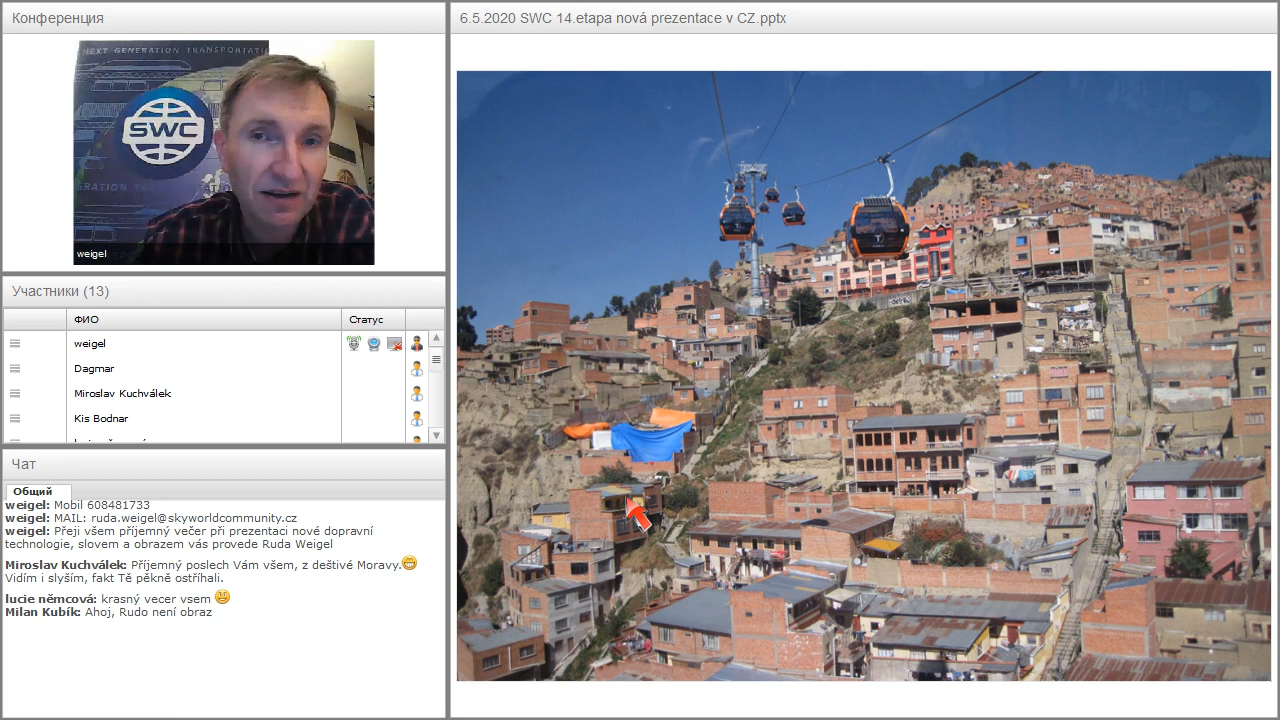 Конференция
NEXT GENERATION TRANSPORTATI
SWC
weigel
Участники (13)
ФИО
Статус
weigel
Dagmar
Miroslav Kuchválek
Kis Bodnar
Чат
Общий
weigel: Mobil 608481733
weigel: MAIL: ruda.weigel@skyworldcommunity.cz
weigel: Přeji všem příjemný večer při prezentaci nové dopravní
technologie, slovem a obrazem vás provede Ruda Weigel
Miroslav Kuchválek: Příjemný poslech Vám všem, z deštivé Moravy.
Vidím i slyším, fakt Tě pěkně ostříhali.
lucie němcová: krasný vecer vsem
Milan Kubík: Ahoj, Rudo není obraz
6.5.2020 SWC 14.etapa nová prezentace v CZ.pptx